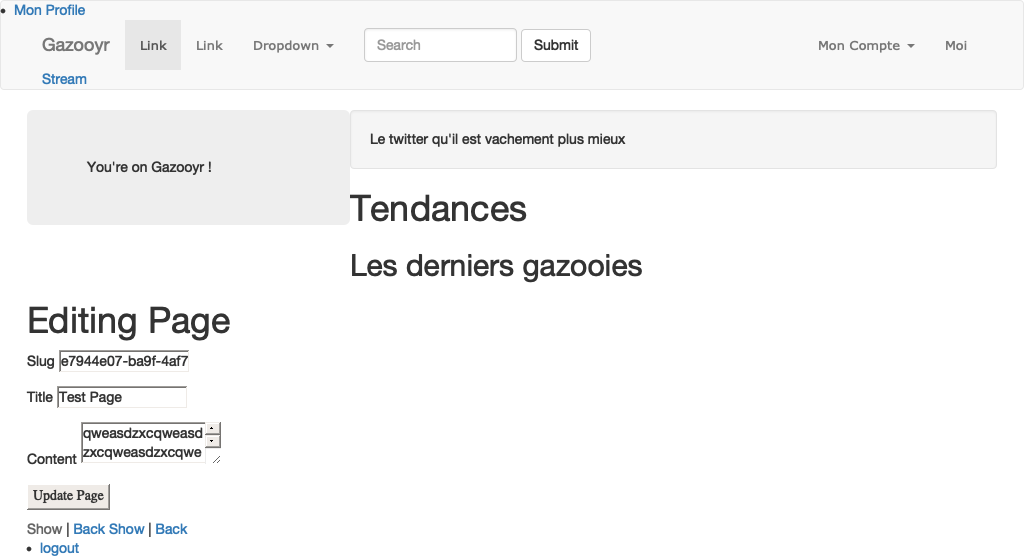 Mon Profile
Gazooyr Link Link Dropdown Search Submit Mon Compte Moi
Stream
You're on Gazooyr !
Le twitter qu'il est vachement plus mieux
Tendances
Les derniers gazooies
Editing Page
Slug e7944e07-ba9f-4af7
Title Test Page
Content qweasdzxcqweasd
zxcqweasdzxcqwe
Update Page
Show | Back Show | Back
logout